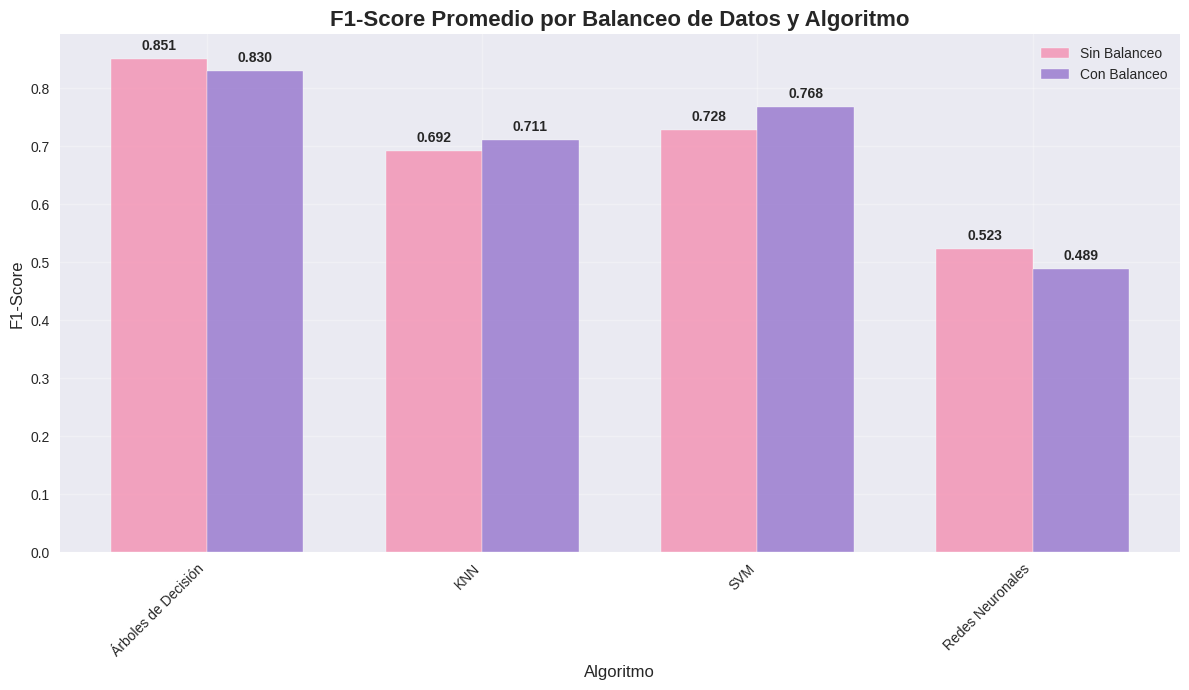 F1-Score Promedio por Balanceo de Datos y Algoritmo
Sin Balanceo
Con Balanceo
0.851
0.830
0.692
0.711
0.728
0.768
0.523
0.489
F1-Score
0.8
0.7
0.6
0.5
0.4
0.3
0.2
0.1
0.0
Árboles de Decisión
KNN
SVM
Redes Neuronales
Algoritmo